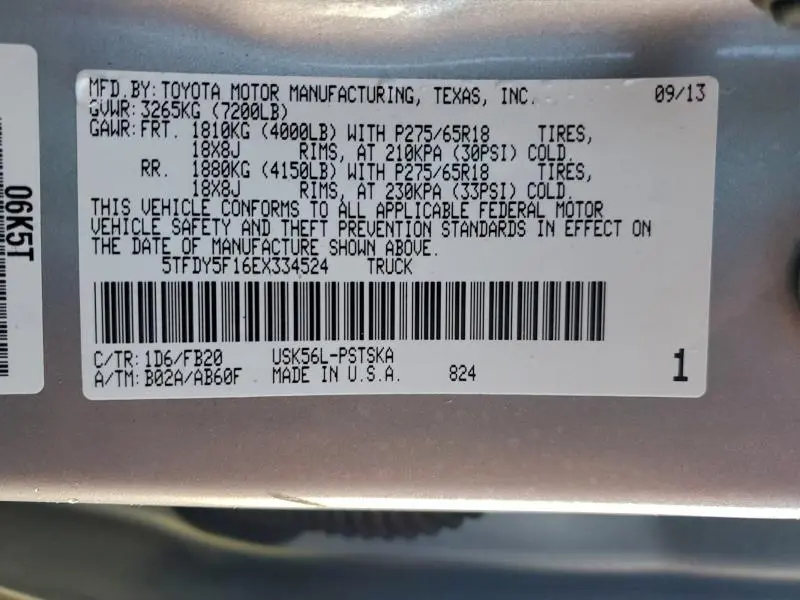 MFD.BY: TOYOTA MOTOR MANUFACTURING, TEXAS, INC. 09/13
GVWR: 3265KG (7200LB)
GAWR: FRT. 1810KG (4000LB) WITH P275/65R18 TIRES,
18X8J RIMS, AT 210KPA (30PSI) COLD.
RR. 1880KG (4150LB) WITH P275/65R18 TIRES,
18X8J RIMS, AT 230KPA (33PSI) COLD.
THIS VEHICLE CONFORMS TO ALL APPLICABLE FEDERAL MOTOR
VEHICLE SAFETY AND THEFT PREVENTION STANDARDS IN EFFECT ON
THE DATE OF MANUFACTURE SHOWN ABOVE.
5TFDY5F16EX334524 TRUCK
C/TR: 1D6/FB20 USK56L-PSTSKA
A/TM: B02A/AB60F MADE IN U.S.A. 824 1
06K5T